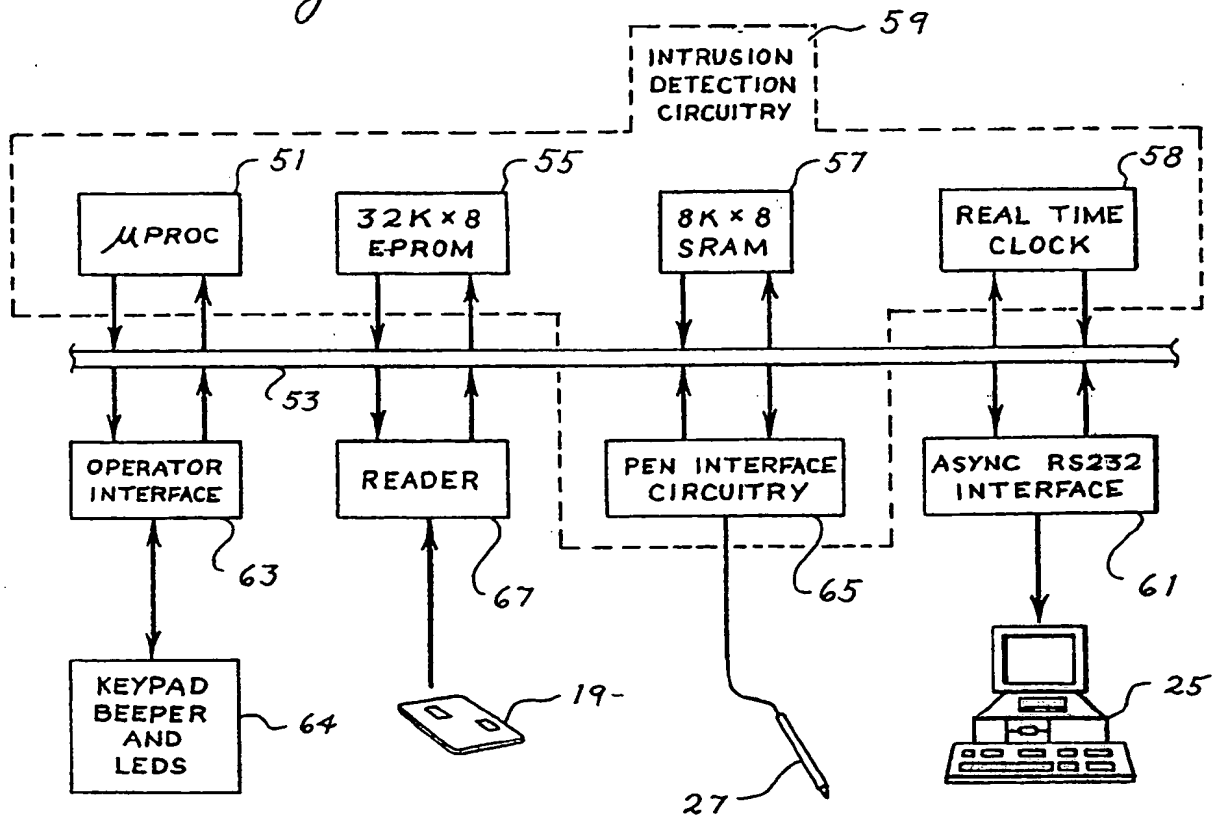 59
INTRUSION
DETECTION
CIRCUITRY
51
55
57
58
μPROC
32K × 8
EPROM
8K × 8
SRAM
REAL TIME
CLOCK
53
OPERATOR
INTERFACE
READER
PEN INTERFACE
CIRCUITRY
ASYNC RS232
INTERFACE
63
67
65
61
KEYPAD
BEEPER
AND
LEDS
64
19-
27
25